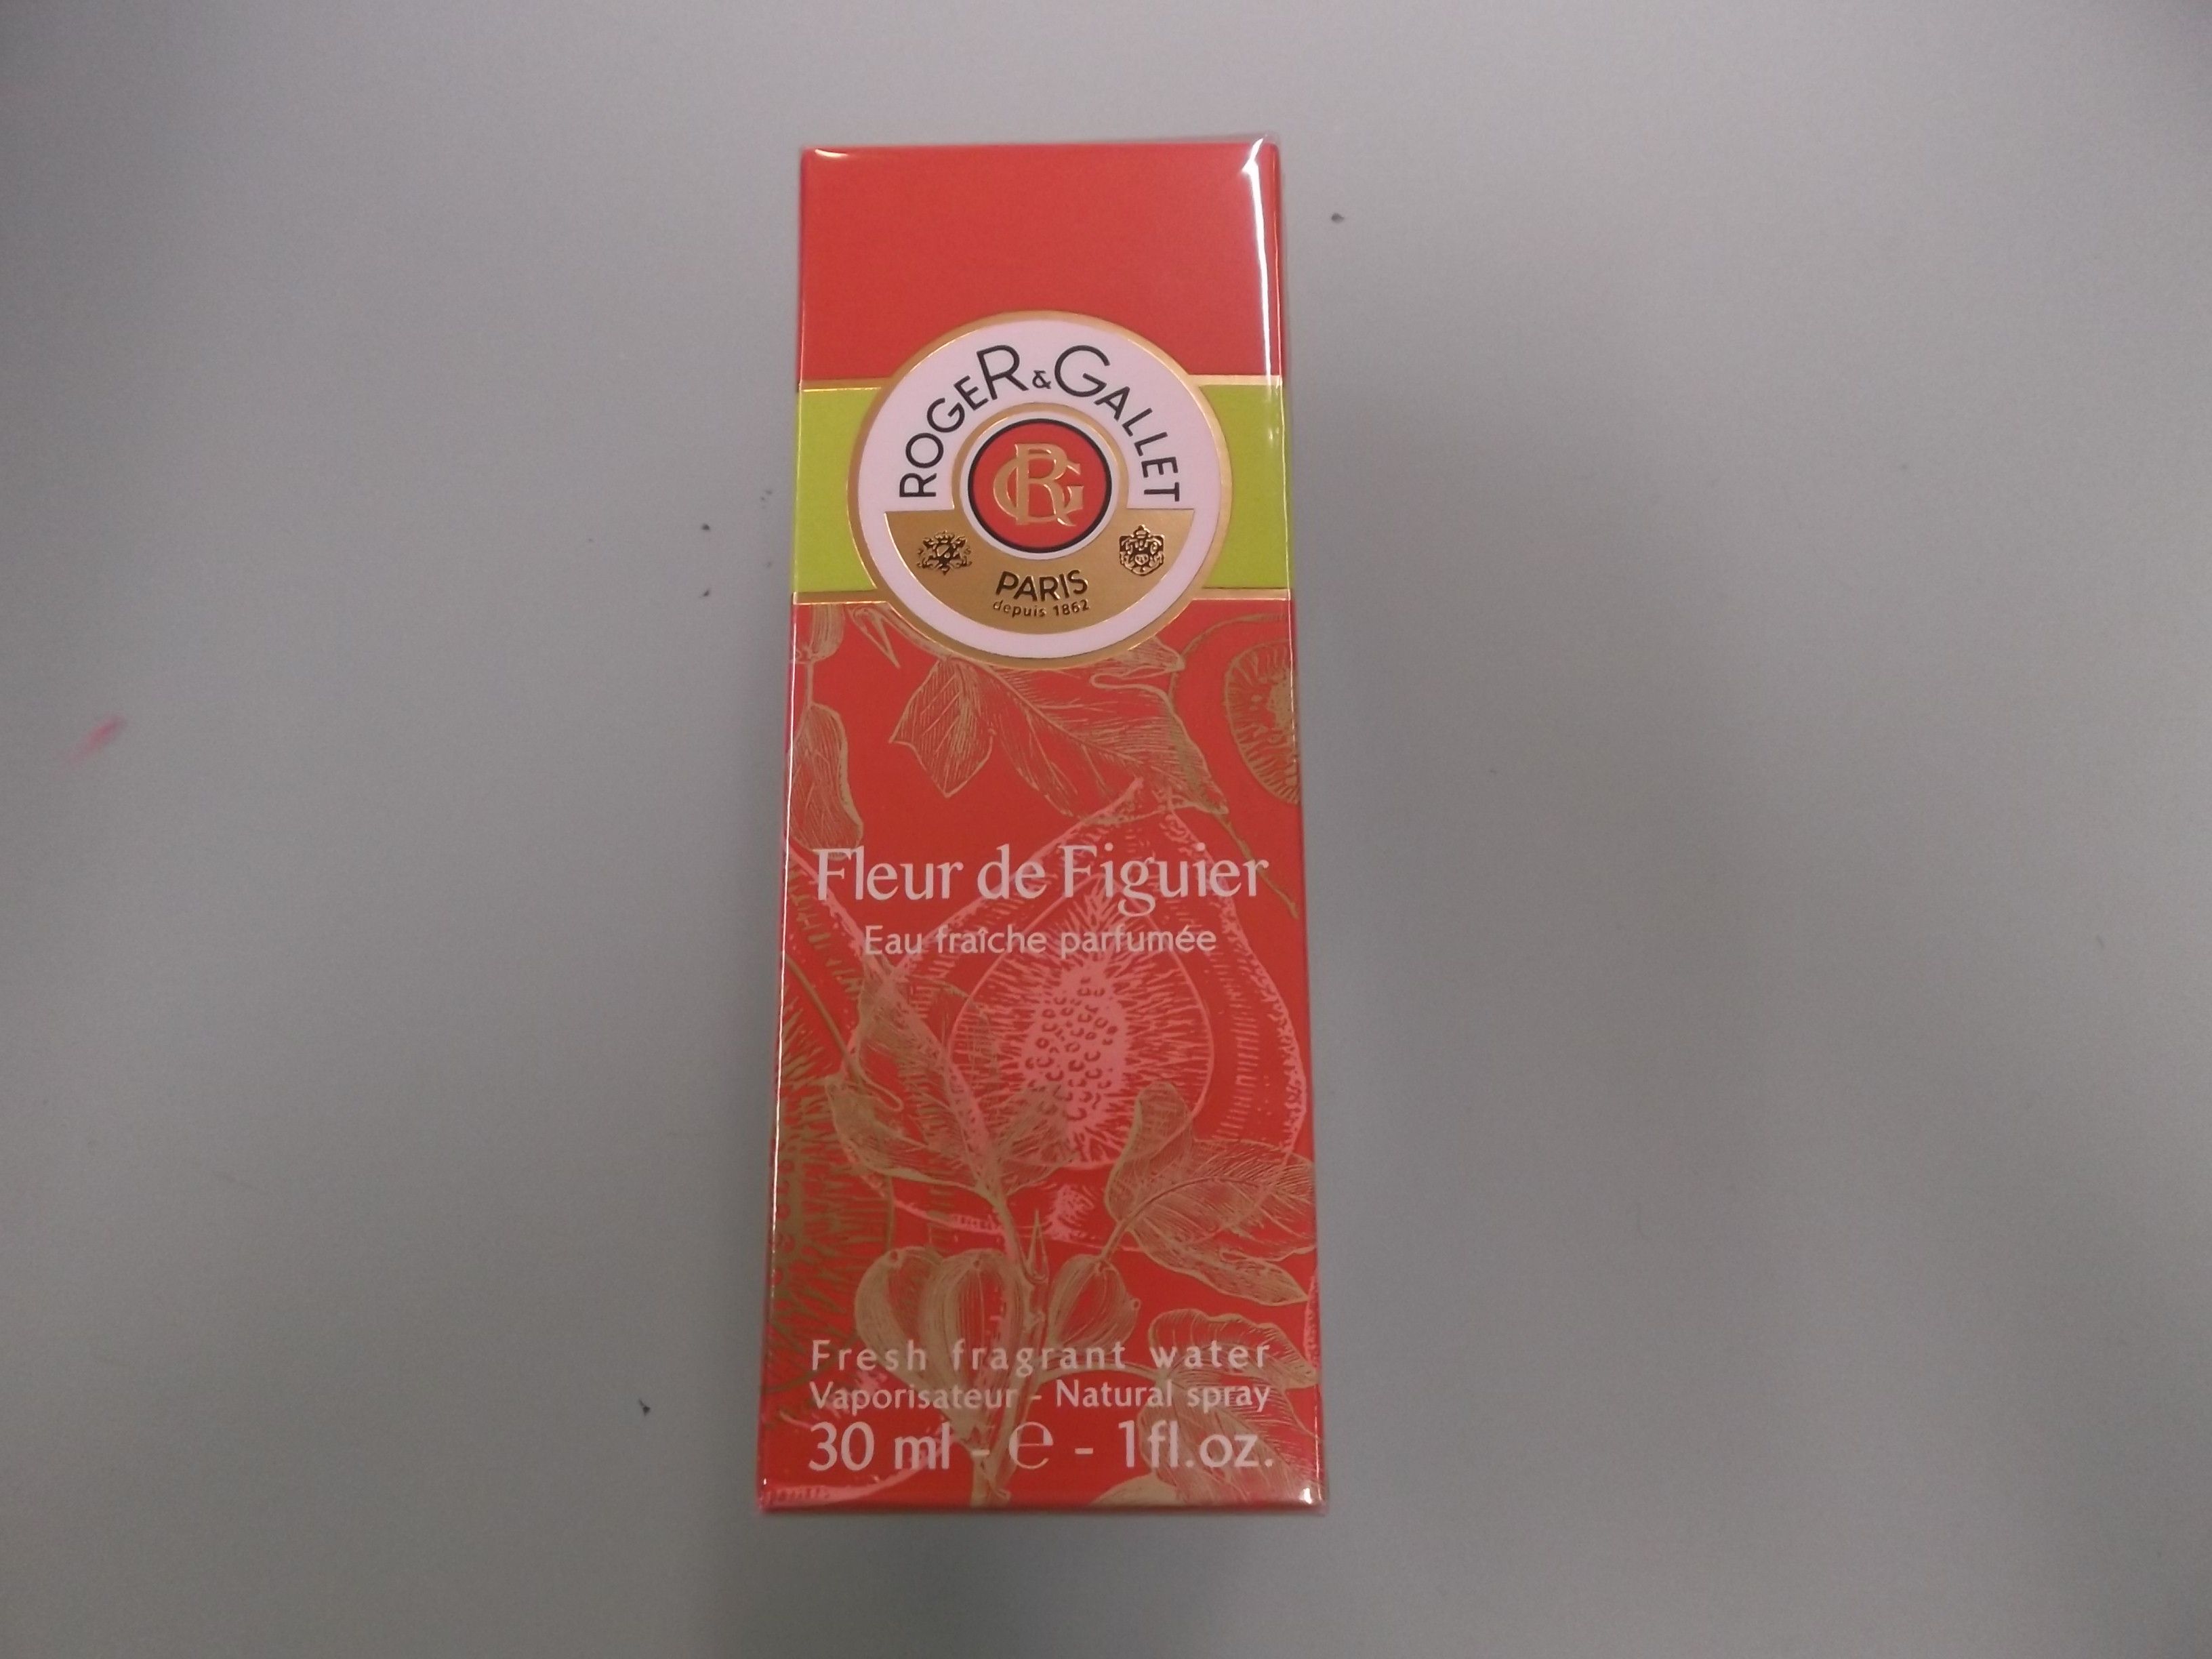 ROGER & GALLET
RG
PARIS
depuis 1862
Fleur de Figuier
Eau fraîche parfumée
Fresh fragrant water
Vaporisateur - Natural spray
30 ml - e - 1fl.oz.